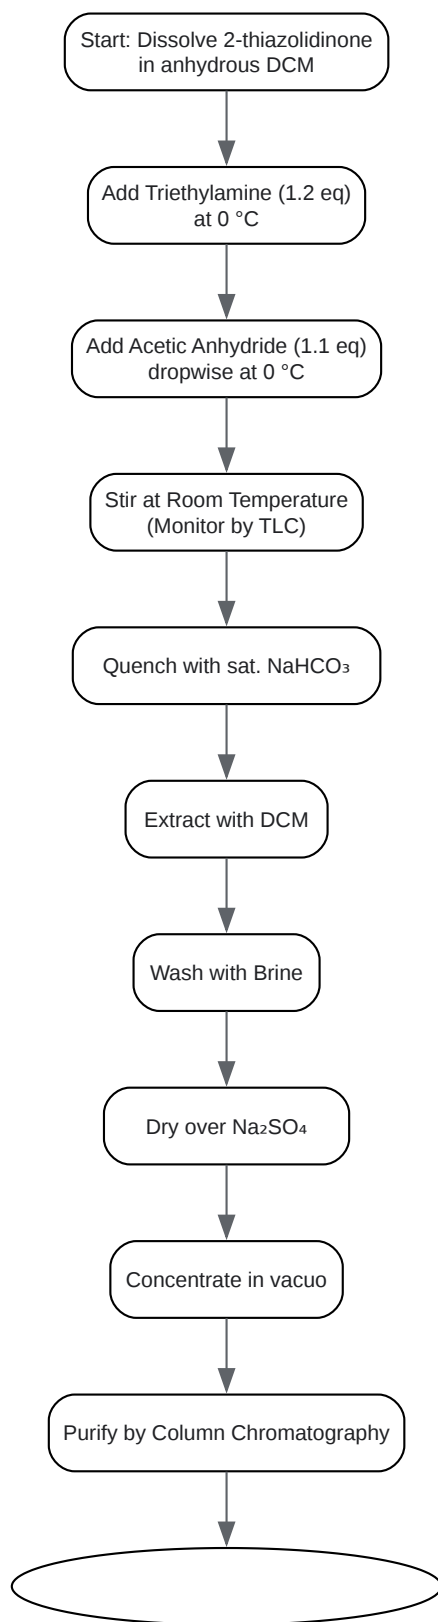 Start: Dissolve 2-thiazolidinone
in anhydrous DCM
Add Triethylamine (1.2 eq)
at 0 °C
Add Acetic Anhydride (1.1 eq)
dropwise at 0 °C
Stir at Room Temperature
(Monitor by TLC)
Quench with sat. NaHCO₃
Extract with DCM
Wash with Brine
Dry over Na₂SO₄
Concentrate in vacuo
Purify by Column Chromatography